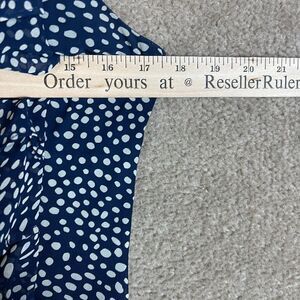 15 16 17 18 19 20 21
Order yours at @ ResellerRuler